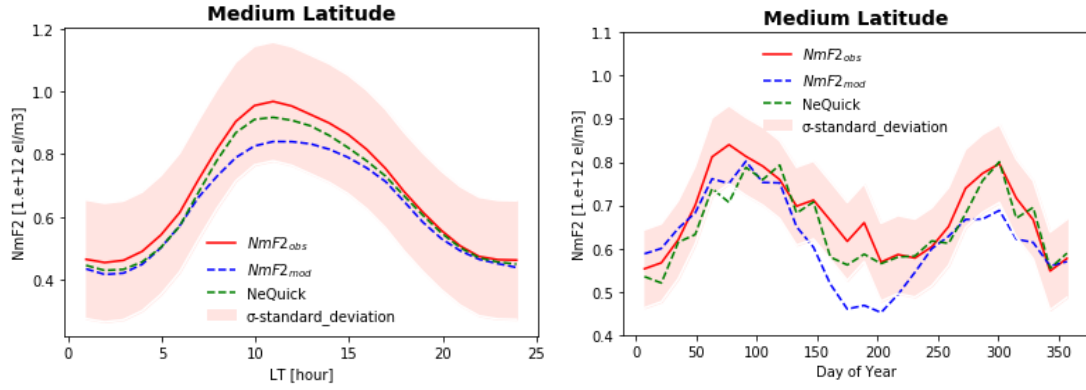 Medium Latitude
NmF2 [1.e+12 el/m3]
1.2
1.0
0.8
0.6
0.4
NmF2obs
NmF2mod
NeQuick
σ-standard_deviation
0 5 10 15 20 25
LT [hour]
Medium Latitude
NmF2 [1.e+12 el/m3]
1.1
1.0
0.9
0.8
0.7
0.6
0.5
0.4
NmF2obs
NmF2mod
NeQuick
σ-standard_deviation
0 50 100 150 200 250 300 350
Day of Year